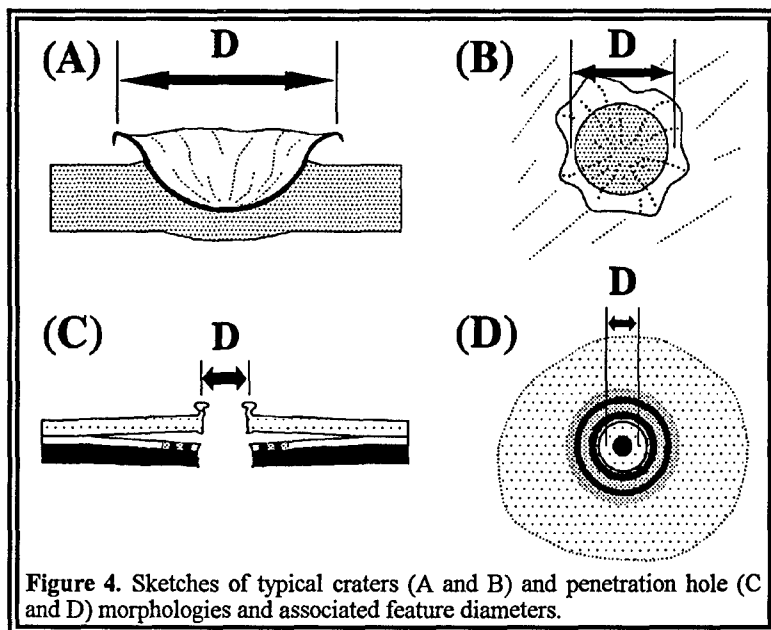 (A)
D
(B)
D
(C)
D
(D)
D
Figure 4. Sketches of typical craters (A and B) and penetration hole (C
and D) morphologies and associated feature diameters.